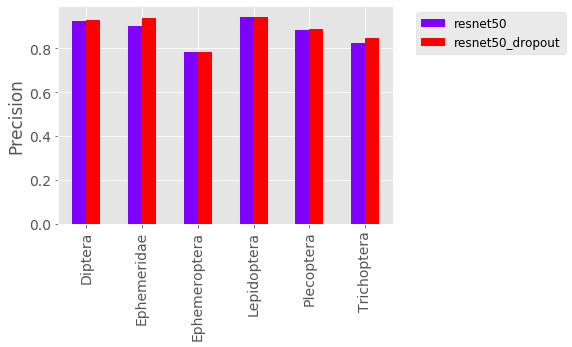 resnet50
resnet50_dropout
Precision
0.8
0.6
0.4
0.2
0.0
Diptera
Ephemeridae
Ephemeroptera
Lepidoptera
Plecoptera
Trichoptera